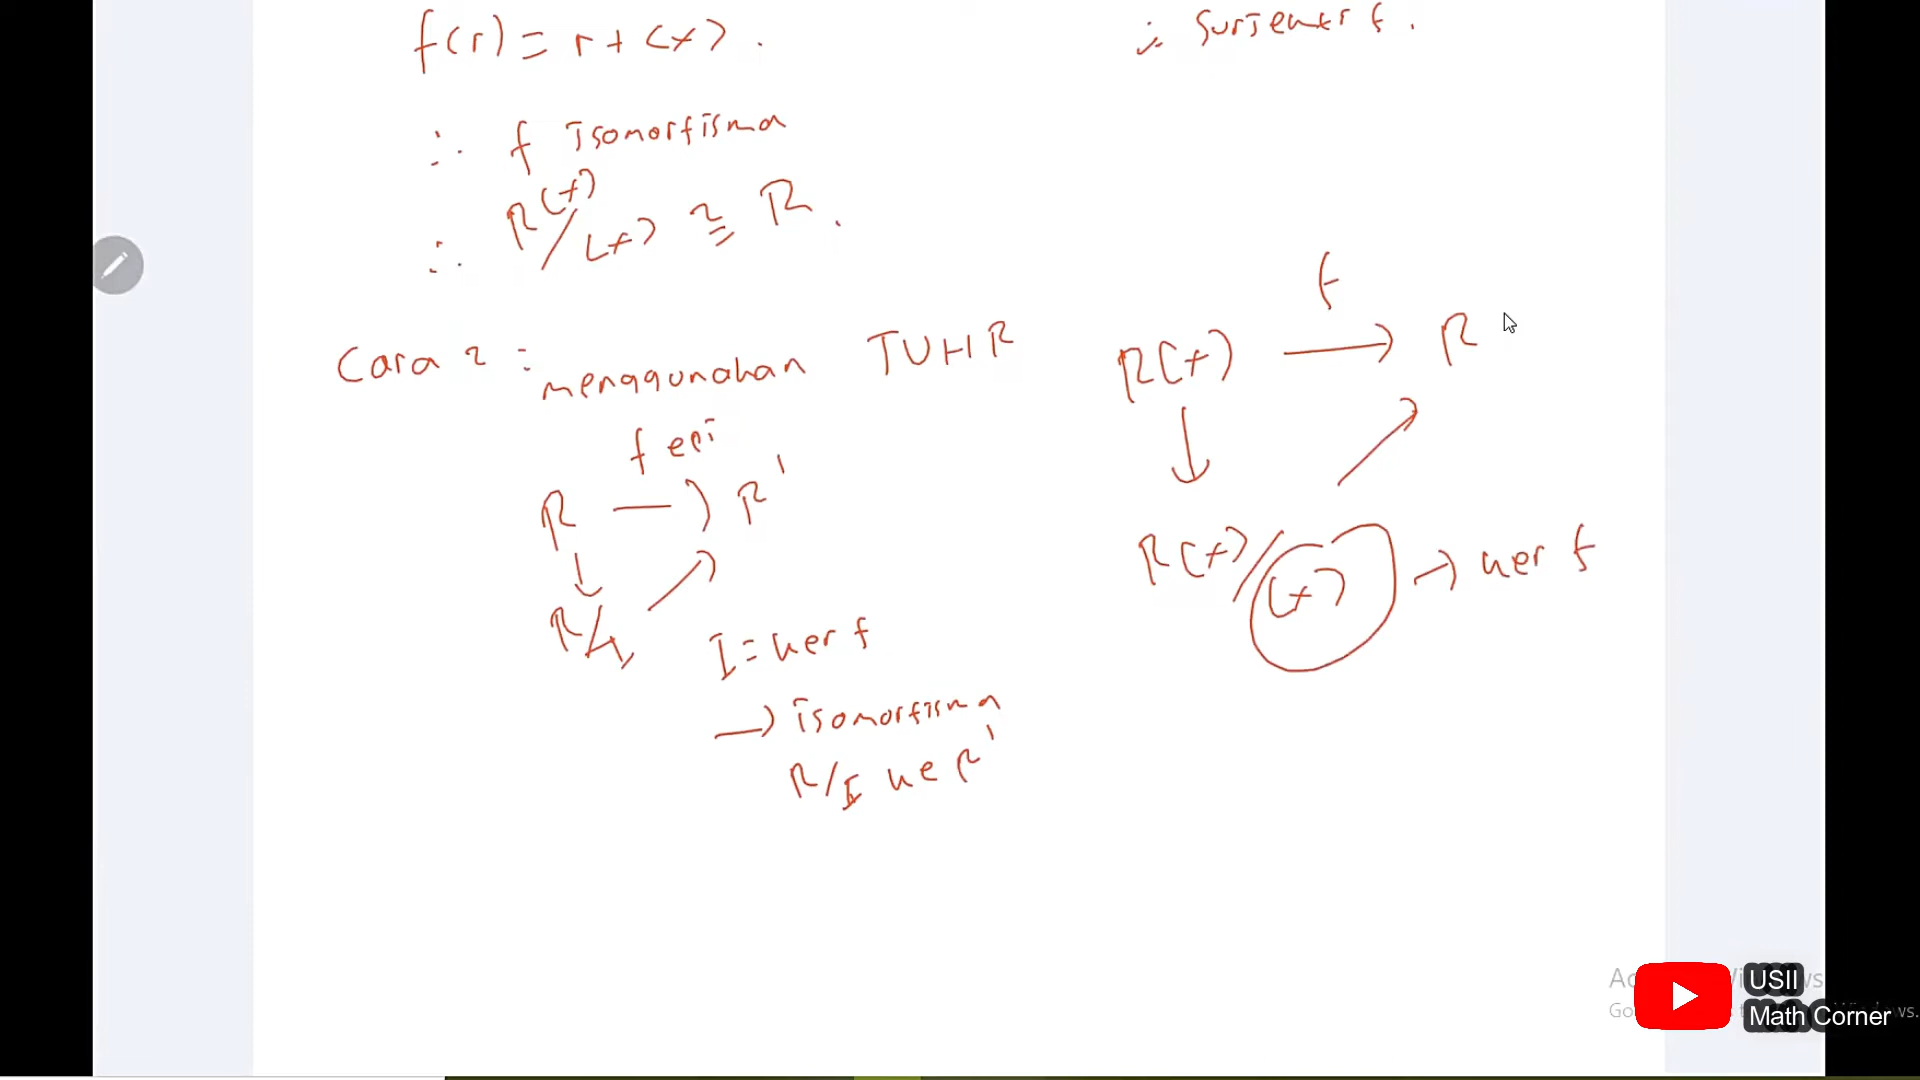 f(r) = r + <x> .
∴ Surjektif.
∴ f isomorfisma
∴ R[x]/<x> ≅ R.
Cara 2 : menggunakan TUHR
f epi
R → R'
↓ ↗
R/I
I = ker f
→ isomorfisma
R/I ke R'
f
R[x] → R
↓ ↗
R[x]/<x> → ker f
USII
Math Corner